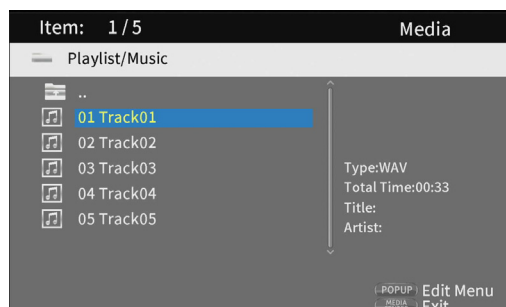 Item: 1/5 Media
Playlist/Music
..
01 Track01
02 Track02
03 Track03
04 Track04
05 Track05
Type:WAV
Total Time:00:33
Title:
Artist:
POPUP Edit Menu
MEDIA Exit